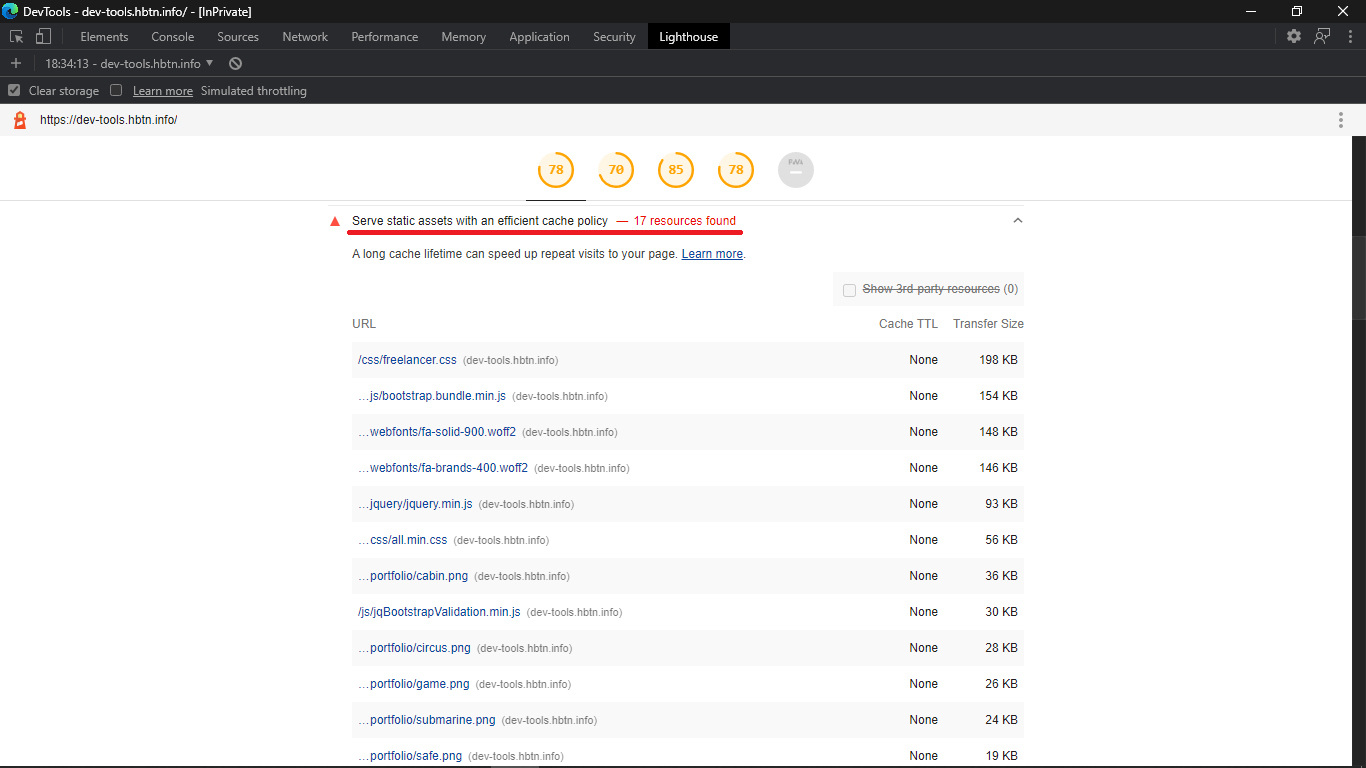 DevTools - dev-tools.hbtn.info/ - [InPrivate]
Elements Console Sources Network Performance Memory Application Security Lighthouse
18:34:13 - dev-tools.hbtn.info
Clear storage Learn more Simulated throttling
https://dev-tools.hbtn.info/
78 70 85 78 PWA
Serve static assets with an efficient cache policy — 17 resources found
A long cache lifetime can speed up repeat visits to your page. Learn more.
Show 3rd-party resources (0)
URL Cache TTL Transfer Size
/css/freelancer.css (dev-tools.hbtn.info) None 198 KB
…js/bootstrap.bundle.min.js (dev-tools.hbtn.info) None 154 KB
…webfonts/fa-solid-900.woff2 (dev-tools.hbtn.info) None 148 KB
…webfonts/fa-brands-400.woff2 (dev-tools.hbtn.info) None 146 KB
…jquery/jquery.min.js (dev-tools.hbtn.info) None 93 KB
…css/all.min.css (dev-tools.hbtn.info) None 56 KB
…portfolio/cabin.png (dev-tools.hbtn.info) None 36 KB
/js/jqBootstrapValidation.min.js (dev-tools.hbtn.info) None 30 KB
…portfolio/circus.png (dev-tools.hbtn.info) None 28 KB
…portfolio/game.png (dev-tools.hbtn.info) None 26 KB
…portfolio/submarine.png (dev-tools.hbtn.info) None 24 KB
…portfolio/safe.png (dev-tools.hbtn.info) None 19 KB